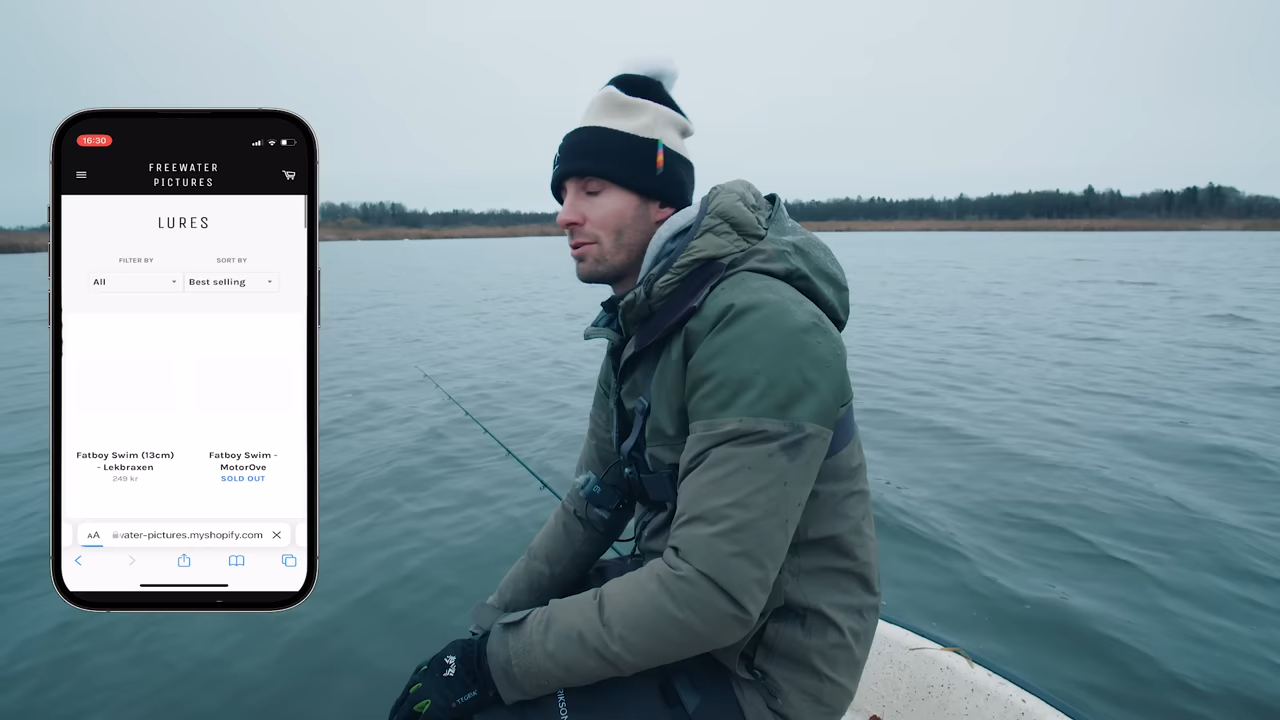 16:30
FREEWATER
PICTURES
LURES
FILTER BY
SORT BY
All
Best selling
Fatboy Swim (13cm)
- Lekbraxen
249 kr
Fatboy Swim -
MotorOve
SOLD OUT
AA
water-pictures.myshopify.com